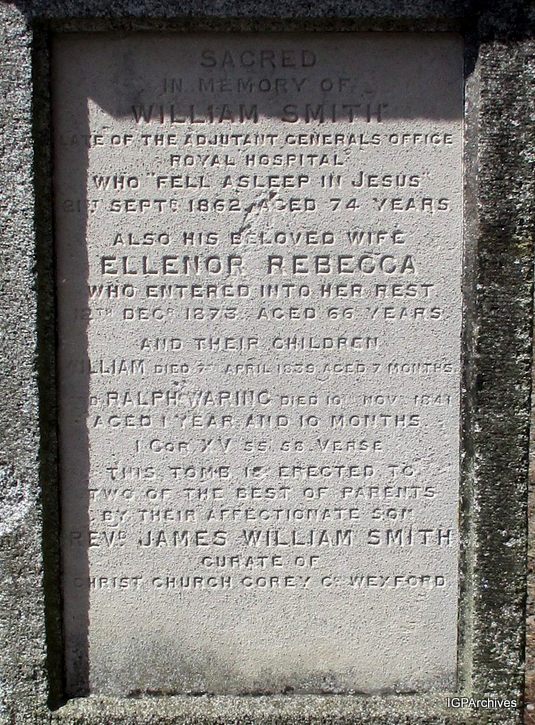 SACRED
IN MEMORY OF
WILLIAM SMITH
LATE OF THE ADJUTANT GENERALS OFFICE
ROYAL HOSPITAL
WHO "FELL ASLEEP IN JESUS"
21ST SEPTR 1862, AGED 74 YEARS
ALSO HIS BELOVED WIFE
ELLENOR REBECCA
WHO ENTERED INTO HER REST
12TH DECR 1873. AGED 66 YEARS
AND THEIR CHILDREN
WILLIAM DIED APRIL 1839 AGED 7 MONTHS
AND RALPH WARING DIED 10TH NOVR 1841
AGED 1 YEAR AND 10 MONTHS.
1 COR XV 55. 58. VERSE
THIS TOMB IS ERECTED TO
TWO OF THE BEST OF PARENTS
BY THEIR AFFECTIONATE SON
REVD JAMES WILLIAM SMITH
CURATE OF
CHRIST CHURCH GOREY CO WEXFORD
IGPArchives